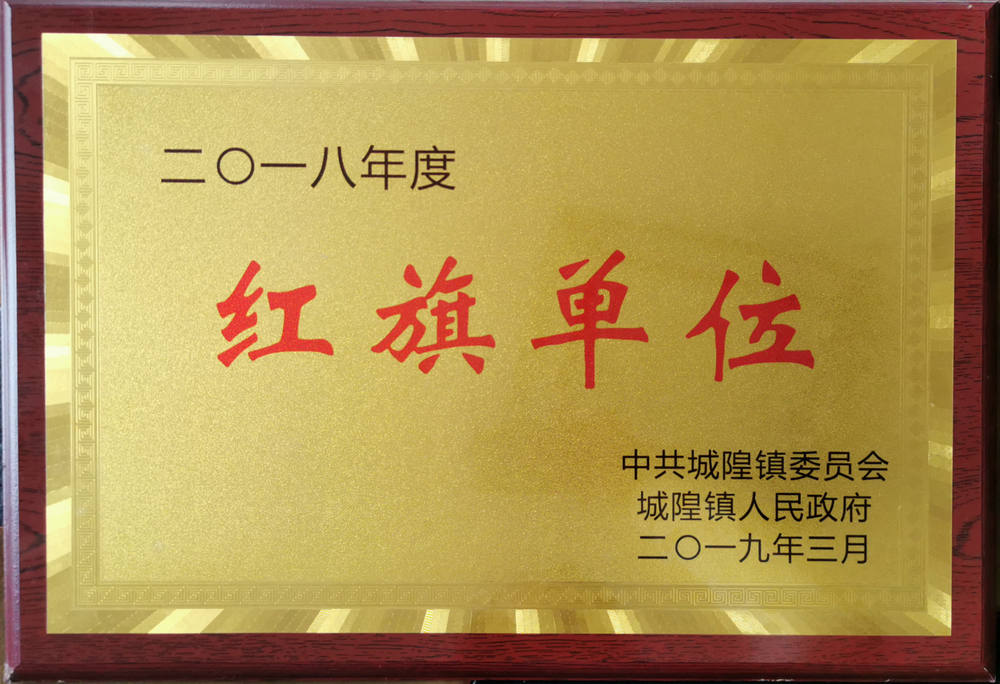 二〇一八年度
红旗单位
中共城隍镇委员会
城隍镇人民政府
二〇一九年三月